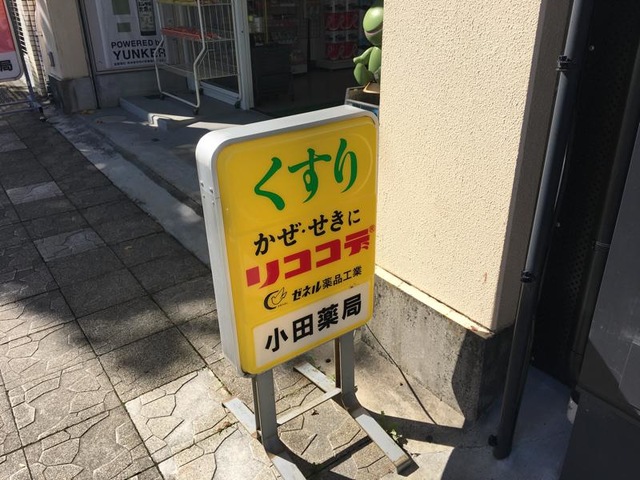 POWERED BY
YUNKER
局
くすり
かぜ・せきに
リココデ®
ゼネル薬品工業
小田薬局